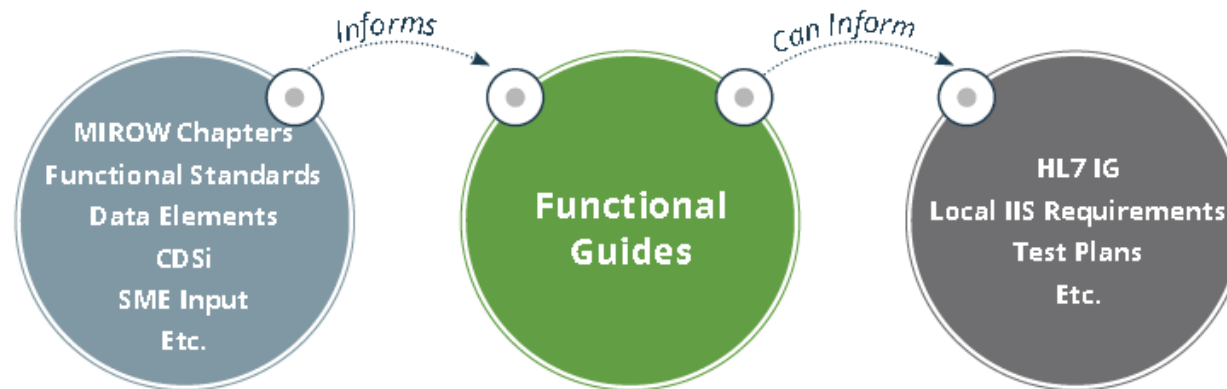 Informs
Can Inform
MIROW Chapters
Functional Standards
Data Elements
CDSi
SME Input
Etc.
Functional
Guides
HL7 IG
Local IIS Requirements
Test Plans
Etc.